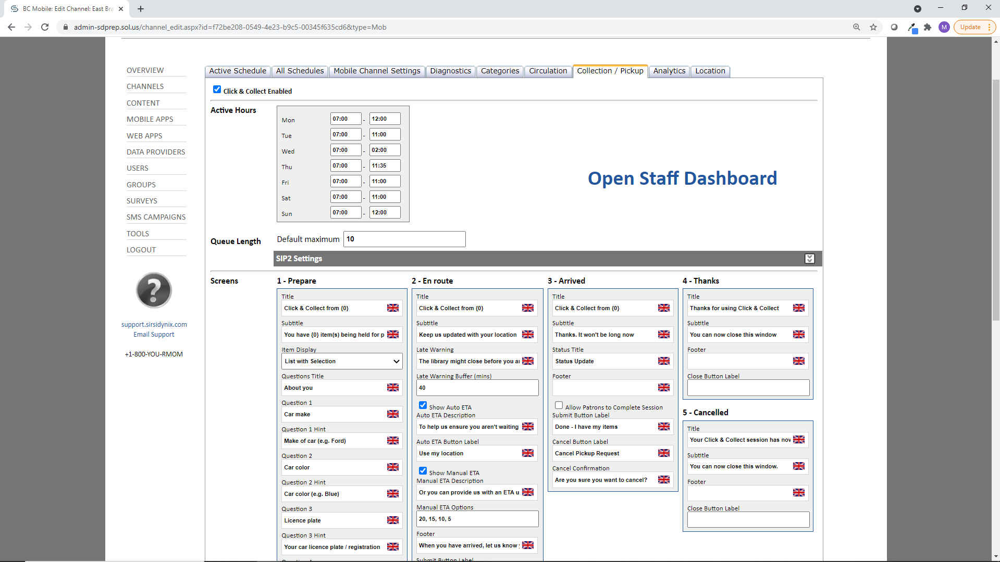 BC Mobile: Edit Channel: East Bra
admin-sdprep.sol.us/channel_edit.aspx?id=f72be208-0549-4e23-b9c5-00345f635cd6&type=Mob
M
Update
OVERVIEW
CHANNELS
CONTENT
MOBILE APPS
WEB APPS
DATA PROVIDERS
USERS
GROUPS
SURVEYS
SMS CAMPAIGNS
TOOLS
LOGOUT
?
support.sirsidynix.com
Email Support
+1-800-YOU-RMOM
Active Schedule All Schedules Mobile Channel Settings Diagnostics Categories Circulation Collection / Pickup Analytics Location
Click & Collect Enabled
Active Hours
Mon 07:00 - 12:00
Tue 07:00 - 11:00
Wed 07:00 - 02:00
Thu 07:00 - 11:35
Fri 07:00 - 11:00
Sat 07:00 - 11:00
Sun 07:00 - 12:00
Open Staff Dashboard
Queue Length Default maximum 10
SIP2 Settings
Screens
1 - Prepare
Title
Click & Collect from {0}
Subtitle
You have {0} item(s) being held for p
Item Display
List with Selection
Questions Title
About you
Question 1
Car make
Question 1 Hint
Make of car (e.g. Ford)
Question 2
Car color
Question 2 Hint
Car color (e.g. Blue)
Question 3
Licence plate
Question 3 Hint
Your car licence plate / registration
2 - En route
Title
Click & Collect from {0}
Subtitle
Keep us updated with your location
Late Warning
The library might close before you ar
Late Warning Buffer (mins)
40
Show Auto ETA
Auto ETA Description
To help us ensure you aren't waiting
Auto ETA Button Label
Use my location
Show Manual ETA
Manual ETA Description
Or you can provide us with an ETA u
Manual ETA Options
20, 15, 10, 5
Footer
When you have arrived, let us know
Submit Button Label
3 - Arrived
Title
Click & Collect from {0}
Subtitle
Thanks. It won't be long now
Status Title
Status Update
Footer
Allow Patrons to Complete Session
Submit Button Label
Done - I have my items
Cancel Button Label
Cancel Pickup Request
Cancel Confirmation
Are you sure you want to cancel?
4 - Thanks
Title
Thanks for using Click & Collect
Subtitle
You can now close this window
Footer
Close Button Label
5 - Cancelled
Title
Your Click & Collect session has nov
Subtitle
You can now close this window.
Footer
Close Button Label